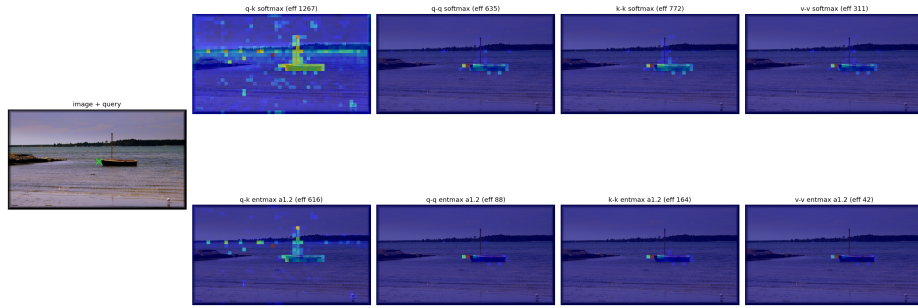 q-k softmax (eff 1267)
q-q softmax (eff 635)
k-k softmax (eff 772)
v-v softmax (eff 311)
image + query
q-k entmax a1.2 (eff 616)
q-q entmax a1.2 (eff 88)
k-k entmax a1.2 (eff 164)
v-v entmax a1.2 (eff 42)